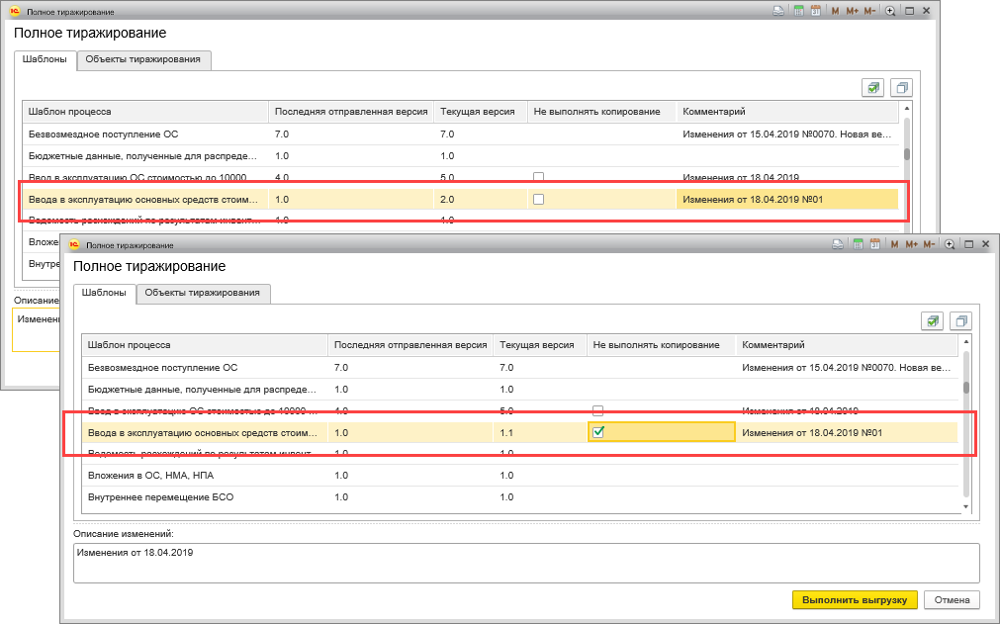 Полное тиражирование
M M+ M-
Полное тиражирование
Шаблоны Объекты тиражирования
Шаблон процесса Последняя отправленная версия Текущая версия Не выполнять копирование Комментарий
Безвозмездное поступление ОС 7.0 7.0 Изменения от 15.04.2019 №0070. Новая ве...
Бюджетные данные, полученные для распреде... 1.0 1.0
Ввод в эксплуатацию ОС стоимостью до 10000 ... 4.0 5.0 Изменения от 18.04.2019
Ввода в эксплуатацию основных средств стоим... 1.0 2.0 Изменения от 18.04.2019 №01
Ведомость расхождений по результатам инвент... 1.0 1.0
Вложе
Внутре
Описание
Изменен
Полное тиражирование
M M+ M-
Полное тиражирование
Шаблоны Объекты тиражирования
Шаблон процесса Последняя отправленная версия Текущая версия Не выполнять копирование Комментарий
Безвозмездное поступление ОС 7.0 7.0 Изменения от 15.04.2019 №0070. Новая ве...
Бюджетные данные, полученные для распреде... 1.0 1.0
Ввод в эксплуатацию ОС стоимостью до 10000 ... 4.0 5.0 Изменения от 18.04.2019
Ввода в эксплуатацию основных средств стоим... 1.0 1.1 Изменения от 18.04.2019 №01
Ведомость расхождений по результатам инвент... 1.0 1.0
Вложения в ОС, НМА, НПА 1.0 1.0
Внутреннее перемещение БСО 1.0 1.0
Описание изменений:
Изменения от 18.04.2019
Выполнить выгрузку Отмена